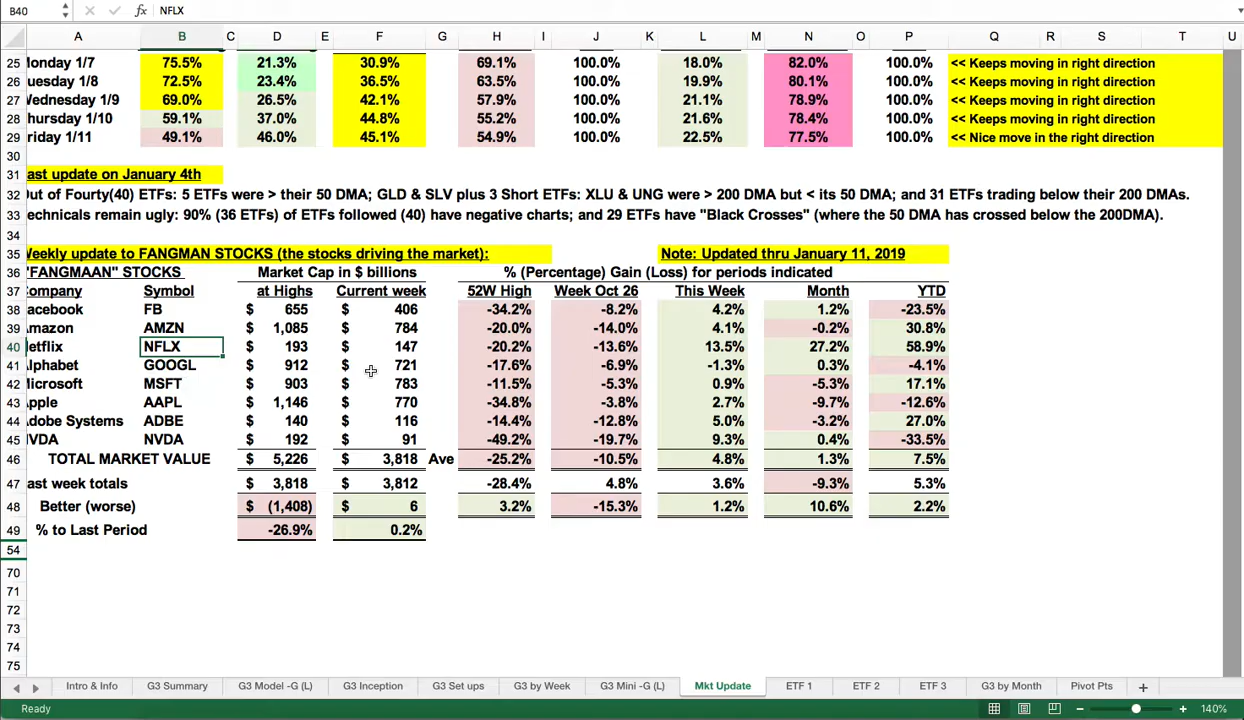 B40 fx NFLX
A B C D E F G H I J K L M N O P Q R S T U
25 Monday 1/7 75.5% 21.3% 30.9% 69.1% 100.0% 18.0% 82.0% 100.0% << Keeps moving in right direction
26 uesday 1/8 72.5% 23.4% 36.5% 63.5% 100.0% 19.9% 80.1% 100.0% << Keeps moving in right direction
27 Wednesday 1/9 69.0% 26.5% 42.1% 57.9% 100.0% 21.1% 78.9% 100.0% << Keeps moving in right direction
28 hursday 1/10 59.1% 37.0% 44.8% 55.2% 100.0% 21.6% 78.4% 100.0% << Keeps moving in right direction
29 riday 1/11 49.1% 46.0% 45.1% 54.9% 100.0% 22.5% 77.5% 100.0% << Nice move in the right direction
30
31 ast update on January 4th
32 Out of Fourty(40) ETFs: 5 ETFs were > their 50 DMA; GLD & SLV plus 3 Short ETFs: XLU & UNG were > 200 DMA but < its 50 DMA; and 31 ETFs trading below their 200 DMAs.
33 echnicals remain ugly: 90% (36 ETFs) of ETFs followed (40) have negative charts; and 29 ETFs have "Black Crosses" (where the 50 DMA has crossed below the 200DMA).
34
35 Weekly update to FANGMAN STOCKS (the stocks driving the market): Note: Updated thru January 11, 2019
36 "FANGMAAN" STOCKS Market Cap in $ billions % (Percentage) Gain (Loss) for periods indicated
37 Company Symbol at Highs Current week 52W High Week Oct 26 This Week Month YTD
38 acebook FB $ 655 $ 406 -34.2% -8.2% 4.2% 1.2% -23.5%
39 Amazon AMZN $ 1,085 $ 784 -20.0% -14.0% 4.1% -0.2% 30.8%
40 etflix NFLX $ 193 $ 147 -20.2% -13.6% 13.5% 27.2% 58.9%
41 Alphabet GOOGL $ 912 $ 721 -17.6% -6.9% -1.3% 0.3% -4.1%
42 Microsoft MSFT $ 903 $ 783 -11.5% -5.3% 0.9% -5.3% 17.1%
43 Apple AAPL $ 1,146 $ 770 -34.8% -3.8% 2.7% -9.7% -12.6%
44 Adobe Systems ADBE $ 140 $ 116 -14.4% -12.8% 5.0% -3.2% 27.0%
45 NVDA NVDA $ 192 $ 91 -49.2% -19.7% 9.3% 0.4% -33.5%
46 TOTAL MARKET VALUE $ 5,226 $ 3,818 Ave -25.2% -10.5% 4.8% 1.3% 7.5%
47 ast week totals $ 3,818 $ 3,812 -28.4% 4.8% 3.6% -9.3% 5.3%
48 Better (worse) $ (1,408) $ 6 3.2% -15.3% 1.2% 10.6% 2.2%
49 % to Last Period -26.9% 0.2%
54
70
71
72
73
74
75
Intro & Info G3 Summary G3 Model -G (L) G3 Inception G3 Set ups G3 by Week G3 Mini -G (L) Mkt Update ETF 1 ETF 2 ETF 3 G3 by Month Pivot Pts
Ready 140%